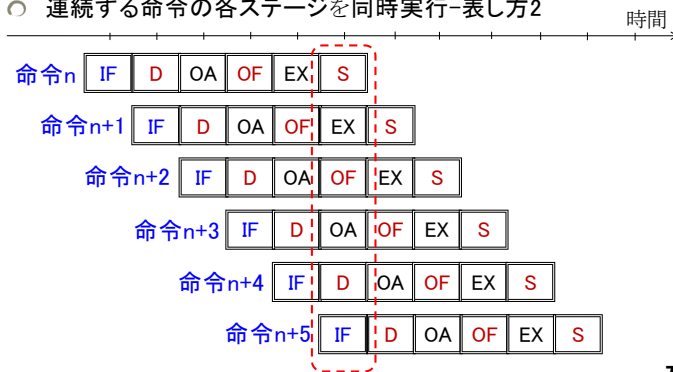 連続する命令の各ステージを同時実行-表し方2
時間
命令n IF D OA OF EX S
命令n+1 IF D OA OF EX S
命令n+2 IF D OA OF EX S
命令n+3 IF D OA OF EX S
命令n+4 IF D OA OF EX S
命令n+5 IF D OA OF EX S